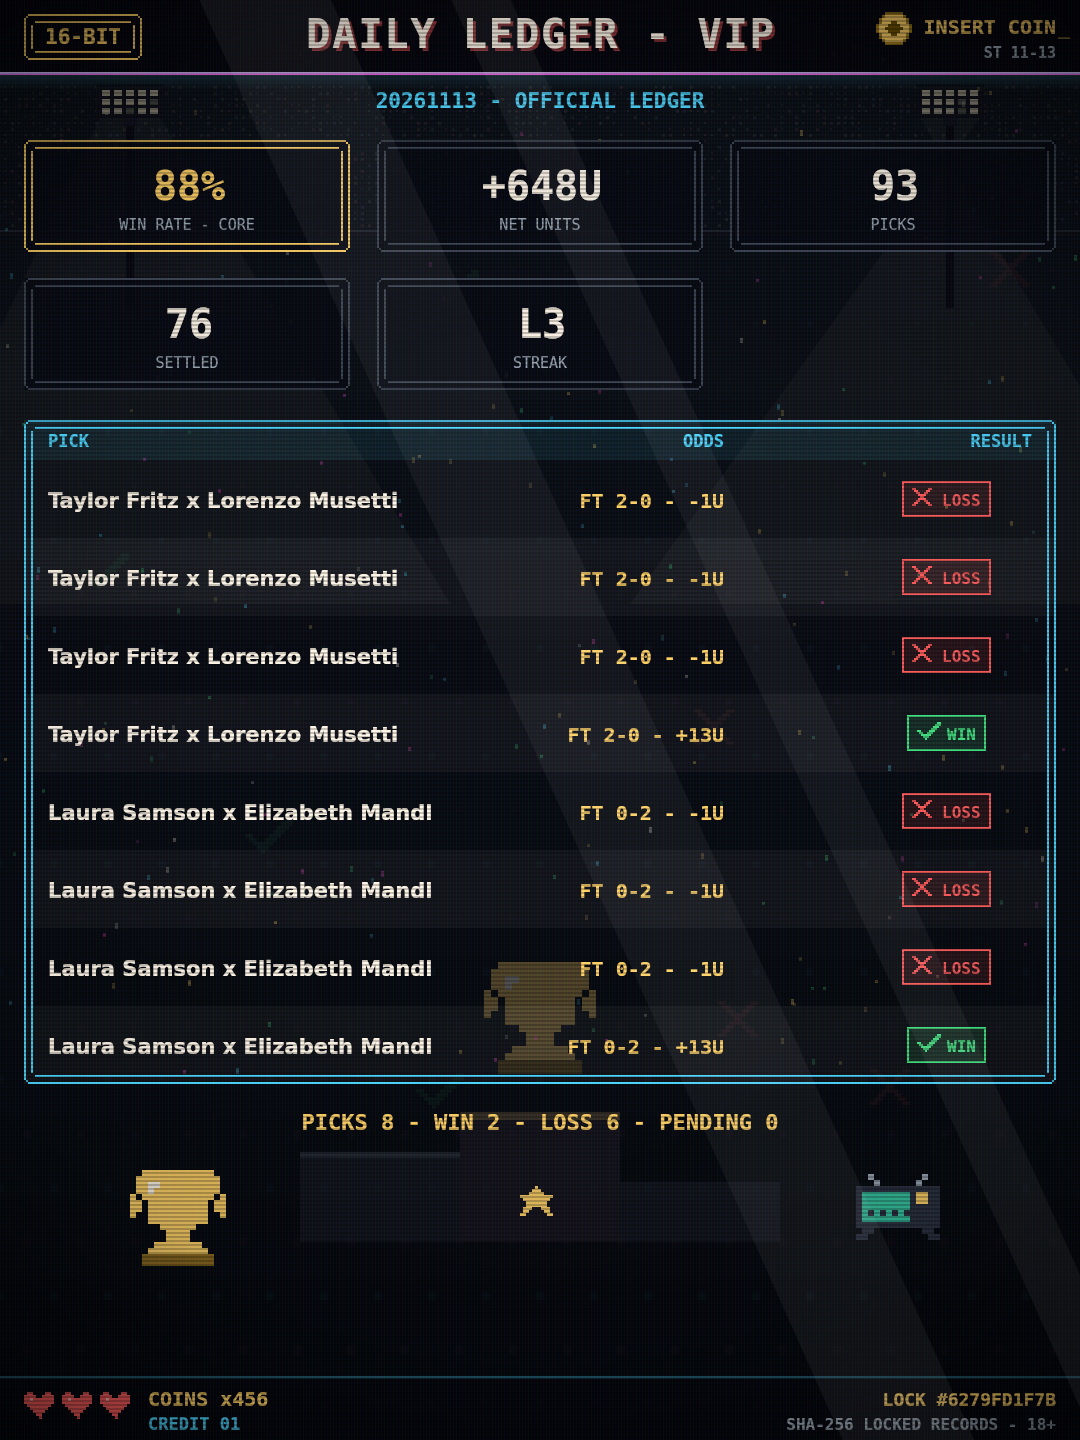 16-BIT
DAILY LEDGER - VIP
INSERT COIN_
ST 11-13
20261113 - OFFICIAL LEDGER
88%
WIN RATE - CORE
+648U
NET UNITS
93
PICKS
76
SETTLED
L3
STREAK
PICK ODDS RESULT
Taylor Fritz x Lorenzo Musetti FT 2-0 - -1U LOSS
Taylor Fritz x Lorenzo Musetti FT 2-0 - -1U LOSS
Taylor Fritz x Lorenzo Musetti FT 2-0 - -1U LOSS
Taylor Fritz x Lorenzo Musetti FT 2-0 - +13U WIN
Laura Samson x Elizabeth Mandl FT 0-2 - -1U LOSS
Laura Samson x Elizabeth Mandl FT 0-2 - -1U LOSS
Laura Samson x Elizabeth Mandl FT 0-2 - -1U LOSS
Laura Samson x Elizabeth Mandl FT 0-2 - +13U WIN
PICKS 8 - WIN 2 - LOSS 6 - PENDING 0
COINS x456
CREDIT 01
LOCK #6279FD1F7B
SHA-256 LOCKED RECORDS - 18+